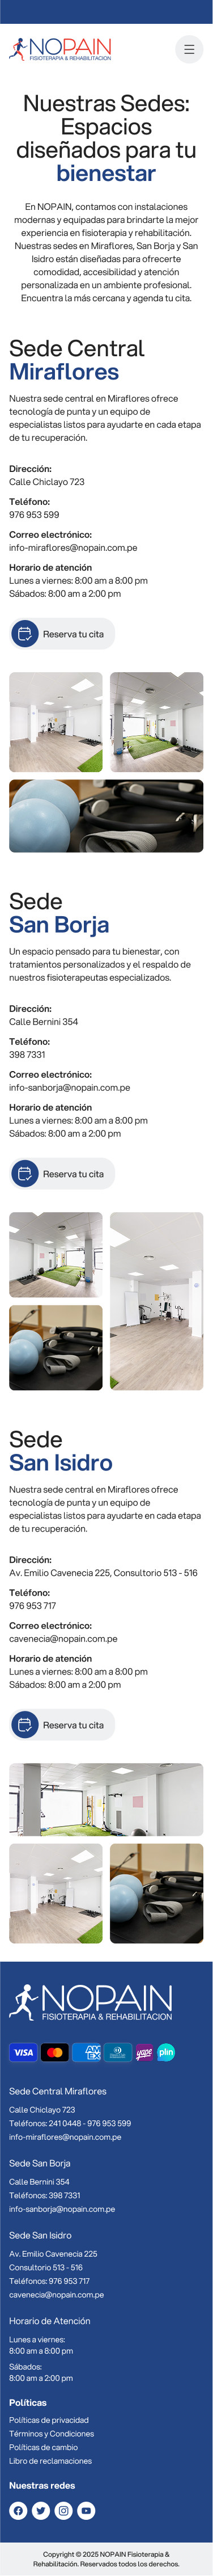 NOPAIN
FISIOTERAPIA & REHABILITACION
Nuestras Sedes:
Espacios
diseñados para tu
bienestar
En NOPAIN, contamos con instalaciones
modernas y equipadas para brindarte la mejor
experiencia en fisioterapia y rehabilitación.
Nuestras sedes en Miraflores, San Borja y San
Isidro están diseñadas para ofrecerte
comodidad, accesibilidad y atención
personalizada en un ambiente profesional.
Encuentra la más cercana y agenda tu cita.
Sede Central
Miraflores
Nuestra sede central en Miraflores ofrece
tecnología de punta y un equipo de
especialistas listos para ayudarte en cada etapa
de tu recuperación.
Dirección:
Calle Chiclayo 723
Teléfono:
976 953 599
Correo electrónico:
info-miraflores@nopain.com.pe
Horario de atención
Lunes a viernes: 8:00 am a 8:00 pm
Sábados: 8:00 am a 2:00 pm
Reserva tu cita
Sede
San Borja
Un espacio pensado para tu bienestar, con
tratamientos personalizados y el respaldo de
nuestros fisioterapeutas especializados.
Dirección:
Calle Bernini 354
Teléfono:
398 7331
Correo electrónico:
info-sanborja@nopain.com.pe
Horario de atención
Lunes a viernes: 8:00 am a 8:00 pm
Sábados: 8:00 am a 2:00 pm
Reserva tu cita
Sede
San Isidro
Nuestra sede central en Miraflores ofrece
tecnología de punta y un equipo de
especialistas listos para ayudarte en cada etapa
de tu recuperación.
Dirección:
Av. Emilio Cavenecia 225, Consultorio 513 - 516
Teléfono:
976 953 717
Correo electrónico:
cavenecia@nopain.com.pe
Horario de atención
Lunes a viernes: 8:00 am a 8:00 pm
Sábados: 8:00 am a 2:00 pm
Reserva tu cita
NOPAIN
FISIOTERAPIA & REHABILITACION
VISA AMEX yape plin
Sede Central Miraflores
Calle Chiclayo 723
Teléfonos: 241 0448 - 976 953 599
info-miraflores@nopain.com.pe
Sede San Borja
Calle Bernini 354
Teléfonos: 398 7331
info-sanborja@nopain.com.pe
Sede San Isidro
Av. Emilio Cavenecia 225
Consultorio 513 - 516
Teléfonos: 976 953 717
cavenecia@nopain.com.pe
Horario de Atención
Lunes a viernes:
8:00 am a 8:00 pm
Sábados:
8:00 am a 2:00 pm
Políticas
Políticas de privacidad
Términos y Condiciones
Políticas de cambio
Libro de reclamaciones
Nuestras redes
Copyright © 2025 NOPAIN Fisioterapia &
Rehabilitación. Reservados todos los derechos.